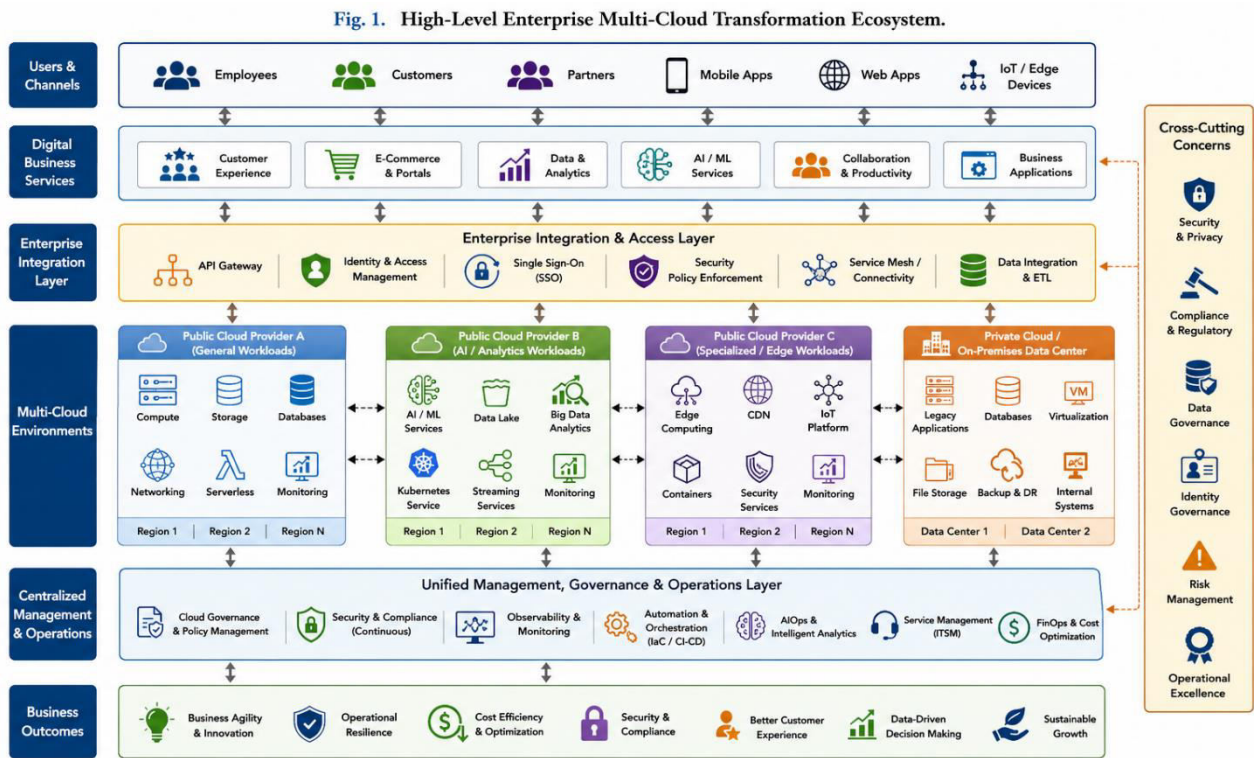 Fig. 1. High-Level Enterprise Multi-Cloud Transformation Ecosystem.
Users &
Channels
Employees
Customers
Partners
Mobile Apps
Web Apps
IoT / Edge
Devices
Digital
Business
Services
Customer
Experience
E-Commerce
& Portals
Data &
Analytics
AI / ML
Services
Collaboration
& Productivity
Business
Applications
Enterprise
Integration
Layer
Enterprise Integration & Access Layer
API Gateway
Identity & Access
Management
Single Sign-On
(SSO)
Security
Policy Enforcement
Service Mesh /
Connectivity
Data Integration
& ETL
Multi-Cloud
Environments
Public Cloud Provider A
(General Workloads)
Compute
Storage
Databases
Networking
Serverless
Monitoring
Region 1
Region 2
Region N
Public Cloud Provider B
(AI / Analytics Workloads)
AI / ML
Services
Data Lake
Big Data
Analytics
Kubernetes
Service
Streaming
Services
Monitoring
Region 1
Region 2
Region N
Public Cloud Provider C
(Specialized / Edge Workloads)
Edge
Computing
CDN
IoT
Platform
Containers
Security
Services
Monitoring
Region 1
Region 2
Region N
Private Cloud /
On-Premises Data Center
Legacy
Applications
Databases
VM
Virtualization
File Storage
Backup & DR
Internal
Systems
Data Center 1
Data Center 2
Centralized
Management
& Operations
Unified Management, Governance & Operations Layer
Cloud Governance
& Policy Management
Security & Compliance
(Continuous)
Observability &
Monitoring
Automation &
Orchestration
(IaC / CI-CD)
AIOps
& Intelligent Analytics
Service Management
(ITSM)
$
FinOps & Cost
Optimization
Business
Outcomes
Business Agility
& Innovation
Operational
Resilience
$
Cost Efficiency
& Optimization
Security &
Compliance
Better Customer
Experience
Data-Driven
Decision Making
Sustainable
Growth
Cross-Cutting
Concerns
Security
& Privacy
Compliance
& Regulatory
Data
Governance
Identity
Governance
Risk
Management
Operational
Excellence